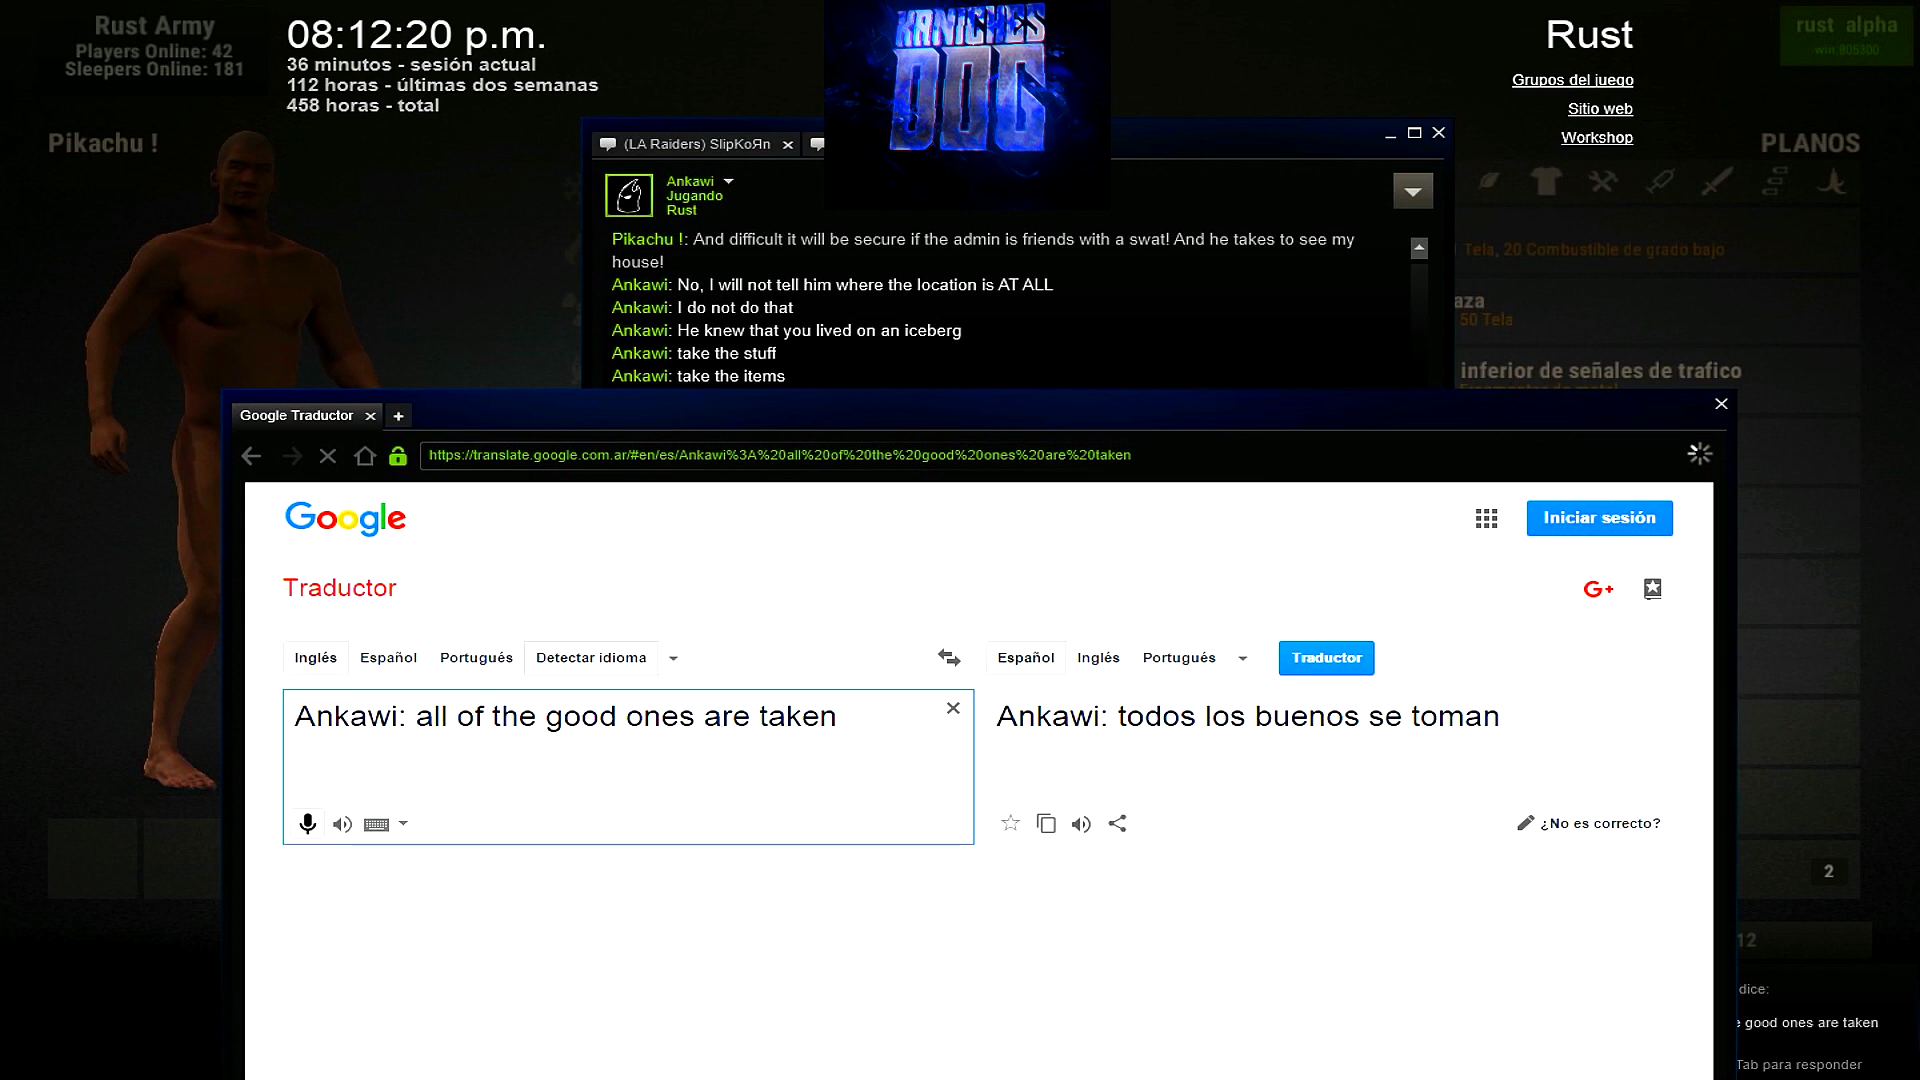 Rust Army
Players Online: 42
Sleepers Online: 181
08:12:20 p.m.
36 minutos - sesión actual
112 horas - últimas dos semanas
458 horas - total
KANICHES
DOG
Rust
Grupos del juego
Sitio web
Workshop
rust alpha
win.805300
Pikachu !
PLANOS
(LA Raiders) SlipKoЯn
Ankawi
Jugando
Rust
Pikachu !: And difficult it will be secure if the admin is friends with a swat! And he takes to see my
house!
Ankawi: No, I will not tell him where the location is AT ALL
Ankawi: I do not do that
Ankawi: He knew that you lived on an iceberg
Ankawi: take the stuff
Ankawi: take the items
Tela, 20 Combustible de grado bajo
aza
50 Tela
inferior de señales de trafico
Google Traductor
https://translate.google.com.ar/#en/es/Ankawi%3A%20all%20of%20the%20good%20ones%20are%20taken
Google
Iniciar sesión
Traductor
G+
Inglés Español Portugués Detectar idioma
Español Inglés Portugués Traductor
Ankawi: all of the good ones are taken
Ankawi: todos los buenos se toman
¿No es correcto?
2
12
dice:
e good ones are taken
Tab para responder